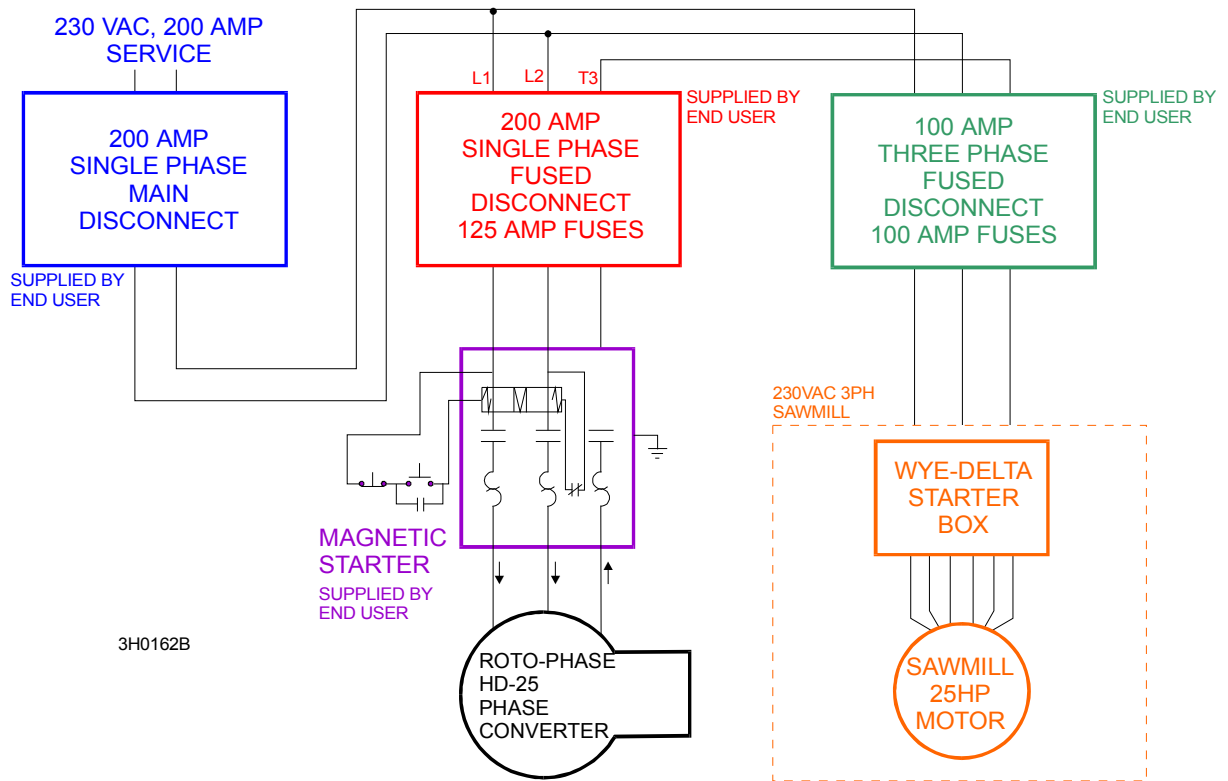 230 VAC, 200 AMP
SERVICE
200 AMP
SINGLE PHASE
MAIN
DISCONNECT
SUPPLIED BY
END USER
L1
L2
T3
200 AMP
SINGLE PHASE
FUSED
DISCONNECT
125 AMP FUSES
SUPPLIED BY
END USER
100 AMP
THREE PHASE
FUSED
DISCONNECT
100 AMP FUSES
SUPPLIED BY
END USER
MAGNETIC
STARTER
SUPPLIED BY
END USER
230VAC 3PH
SAWMILL
WYE-DELTA
STARTER
BOX
3H0162B
ROTO-PHASE
HD-25
PHASE
CONVERTER
SAWMILL
25HP
MOTOR